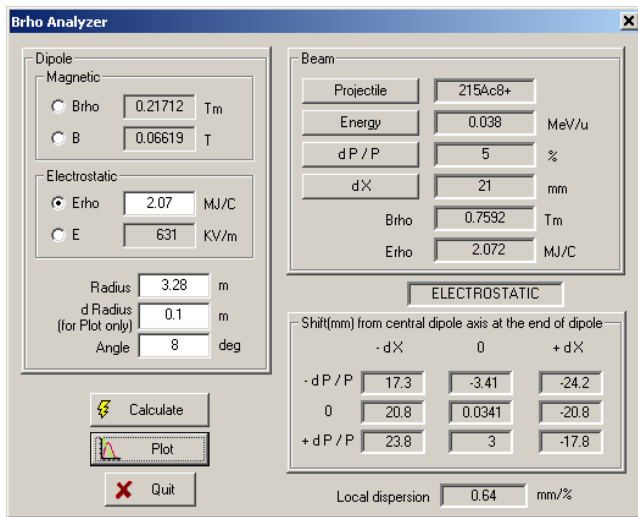 Brho Analyzer
Dipole
Magnetic
Brho 0.21712 Tm
B 0.06619 T
Electrostatic
Erho 2.07 MJ/C
E 631 KV/m
Radius 3.28 m
d Radius
(for Plot only) 0.1 m
Angle 8 deg
Calculate
Plot
Quit
Beam
Projectile 215Ac8+
Energy 0.038 MeV/u
d P / P 5 %
d X 21 mm
Brho 0.7592 Tm
Erho 2.072 MJ/C
ELECTROSTATIC
Shift(mm) from central dipole axis at the end of dipole
- d X 0 + d X
- d P / P 17.3 -3.41 -24.2
0 20.8 0.0341 -20.8
+ d P / P 23.8 3 -17.8
Local dispersion 0.64 mm/%